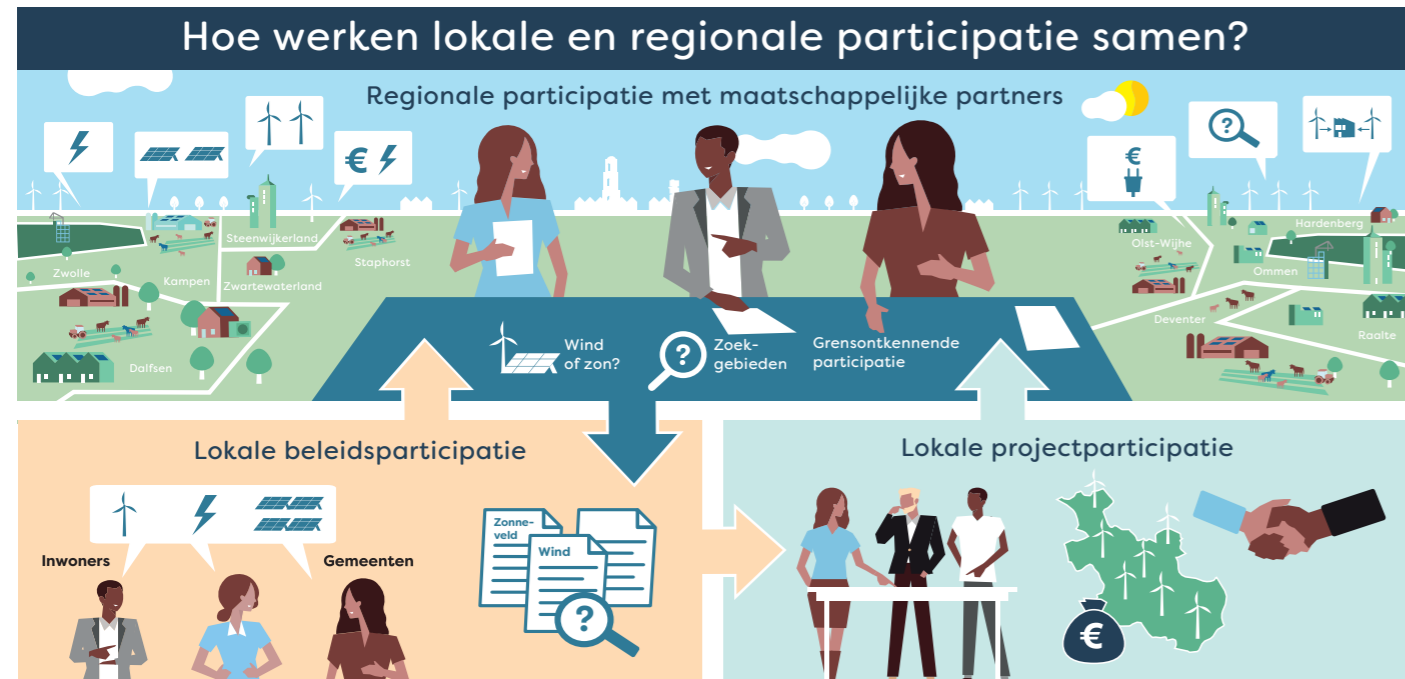 Hoe werken lokale en regionale participatie samen?
Regionale participatie met maatschappelijke partners
?
€
€
Steenwijkerland
Staphorst
Zwolle
Kampen
Zwartewaterland
Dalfsen
Hardenberg
Olst-Wijhe
Ommen
Deventer
Raalte
Wind
of zon?
?
Zoek-
gebieden
Grensontkennende
participatie
Lokale beleidsparticipatie
Inwoners
Gemeenten
Zonne-
veld
Wind
?
Lokale projectparticipatie
€